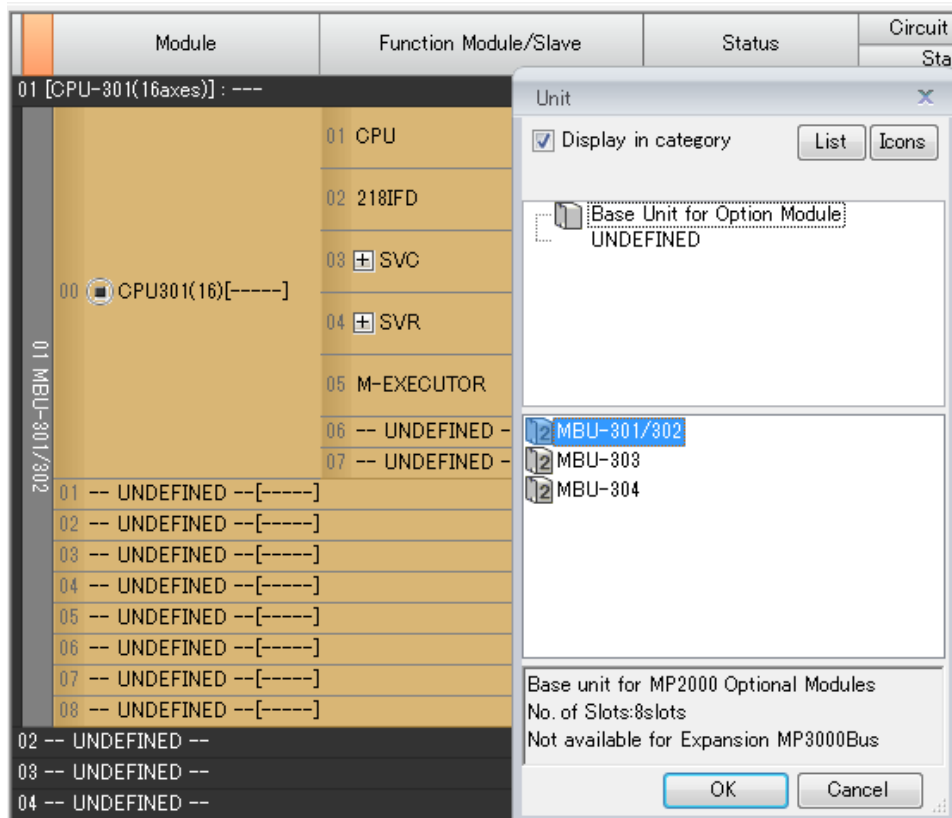 Module
Function Module/Slave
Status
Circuit
Sta
01 [CPU-301(16axes)] : ---
01 MBU-301/302
00 CPU301(16)[-----]
01 CPU
02 218IFD
03 + SVC
04 + SVR
05 M-EXECUTOR
06 -- UNDEFINED -
07 -- UNDEFINED -
01 -- UNDEFINED --[-----]
02 -- UNDEFINED --[-----]
03 -- UNDEFINED --[-----]
04 -- UNDEFINED --[-----]
05 -- UNDEFINED --[-----]
06 -- UNDEFINED --[-----]
07 -- UNDEFINED --[-----]
08 -- UNDEFINED --[-----]
02 -- UNDEFINED --
03 -- UNDEFINED --
04 -- UNDEFINED --
Unit
Display in category
List
Icons
Base Unit for Option Module
UNDEFINED
2 MBU-301/302
2 MBU-303
2 MBU-304
Base unit for MP2000 Optional Modules
No. of Slots:8slots
Not available for Expansion MP3000Bus
OK
Cancel